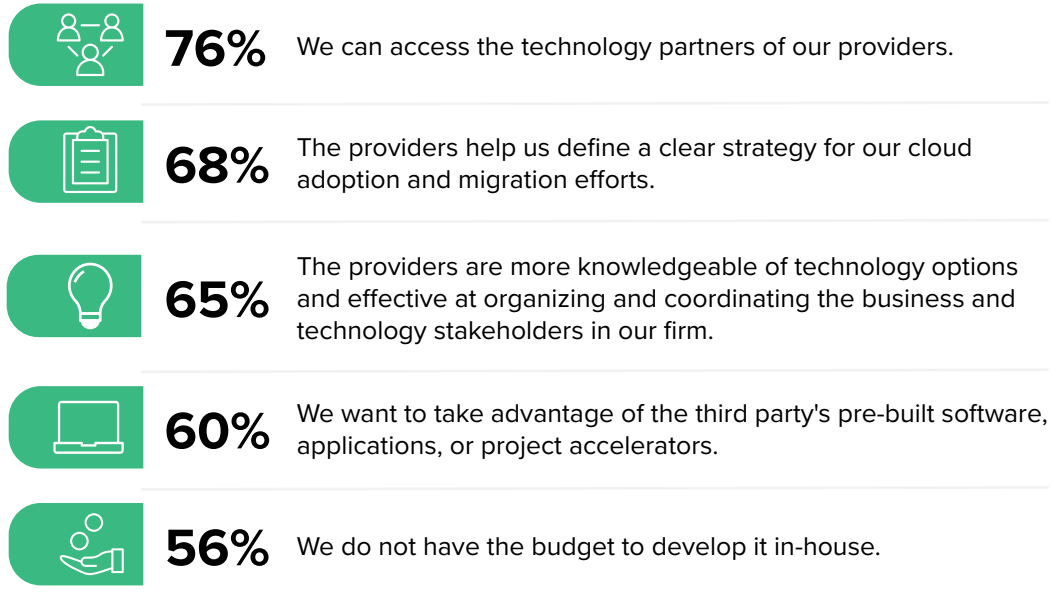 76%
We can access the technology partners of our providers.
68%
The providers help us define a clear strategy for our cloud
adoption and migration efforts.
65%
The providers are more knowledgeable of technology options
and effective at organizing and coordinating the business and
technology stakeholders in our firm.
60%
We want to take advantage of the third party's pre-built software,
applications, or project accelerators.
56%
We do not have the budget to develop it in-house.